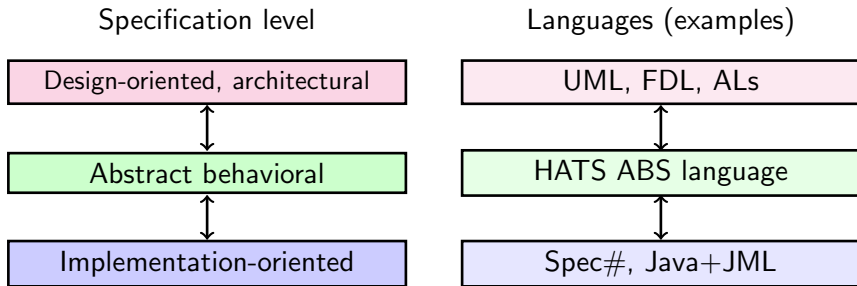 Specification level
Languages (examples)
Design-oriented, architectural
UML, FDL, ALs
Abstract behavioral
HATS ABS language
Implementation-oriented
Spec#, Java+JML